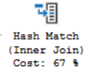 Hash Match
(Inner Join)
Cost: 67 %